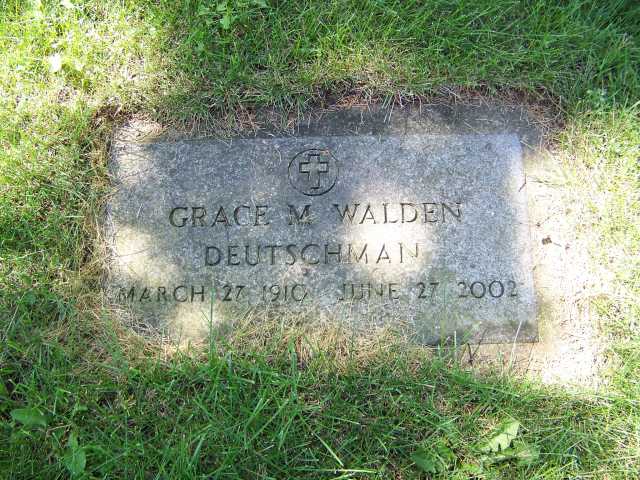 GRACE M WALDEN
DEUTSCHMAN
MARCH 27 1910 JUNE 27 2002